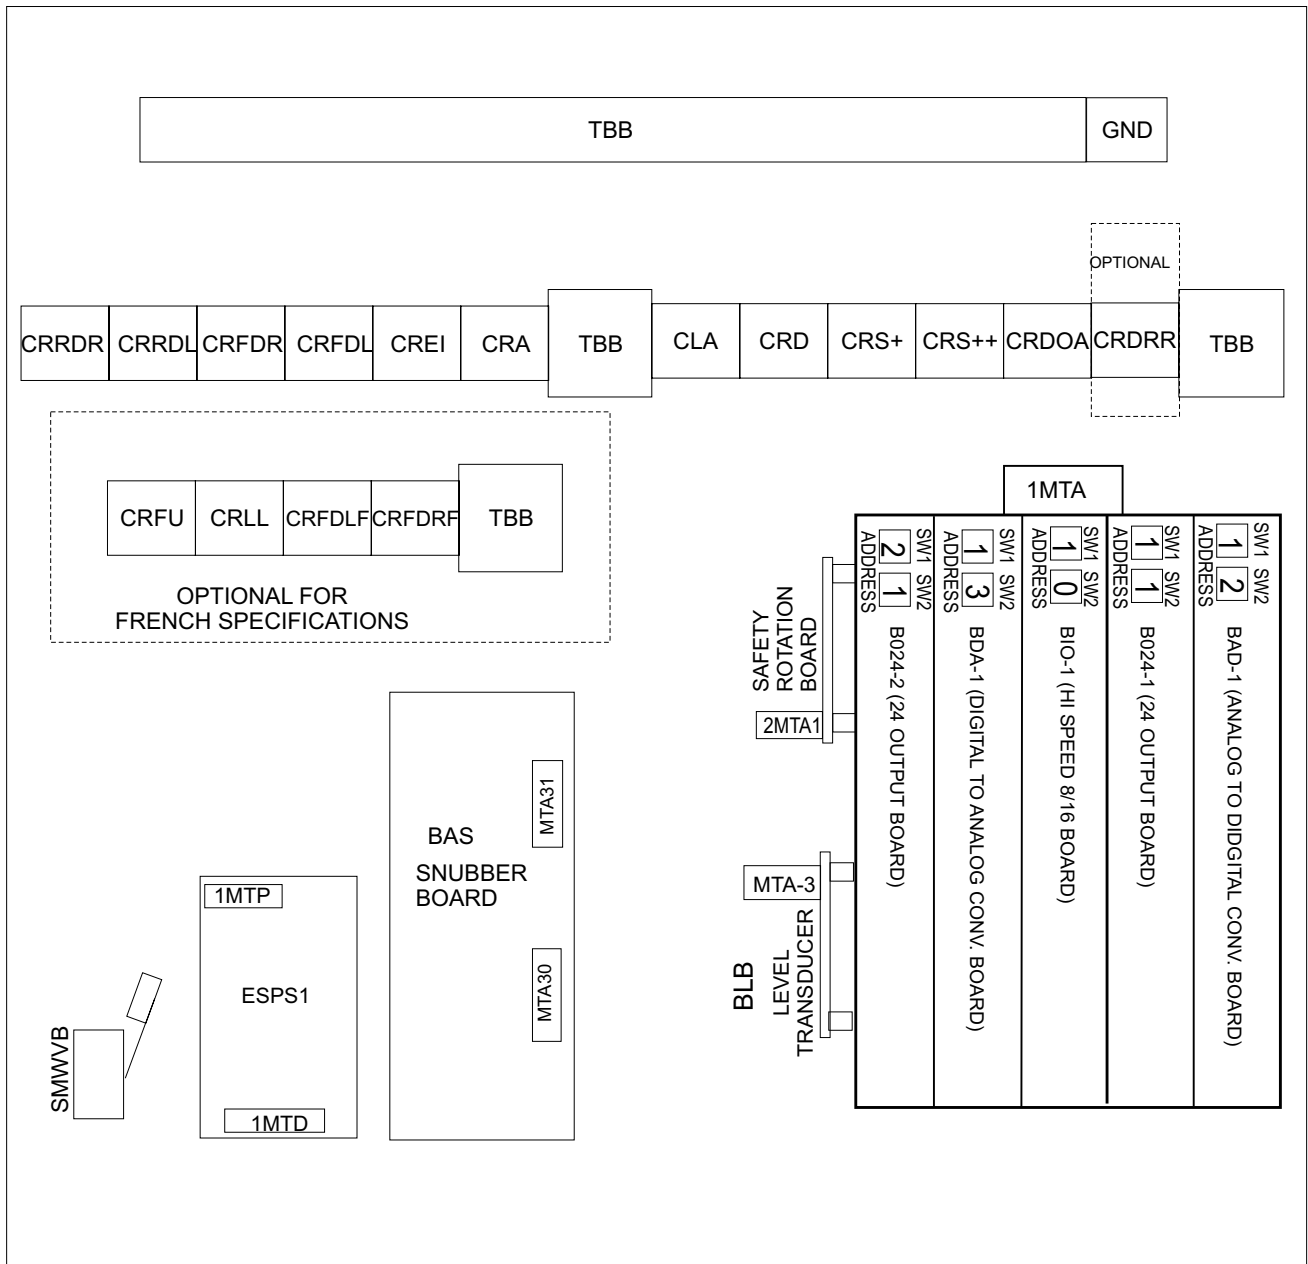 TBB
GND
OPTIONAL
CRRDR
CRRDL
CRFDR
CRFDL
CREI
CRA
TBB
CLA
CRD
CRS+
CRS++
CRDOA
CRDRR
TBB
CRFU
CRLL
CRFDLF
CRFDRF
TBB
OPTIONAL FOR
FRENCH SPECIFICATIONS
1MTA
SW1 SW2
2 1
ADDRESS
B024-2 (24 OUTPUT BOARD)
SW1 SW2
1 3
ADDRESS
BDA-1 (DIGITAL TO ANALOG CONV. BOARD)
SW1 SW2
1 0
ADDRESS
BIO-1 (HI SPEED 8/16 BOARD)
SW1 SW2
1 1
ADDRESS
B024-1 (24 OUTPUT BOARD)
SW1 SW2
1 2
ADDRESS
BAD-1 (ANALOG TO DIDGITAL CONV. BOARD)
SAFETY
ROTATION
BOARD
2MTA1
MTA-3
BLB
LEVEL
TRANSDUCER
BAS
SNUBBER
BOARD
MTA31
MTA30
1MTP
ESPS1
1MTD
SMWVB